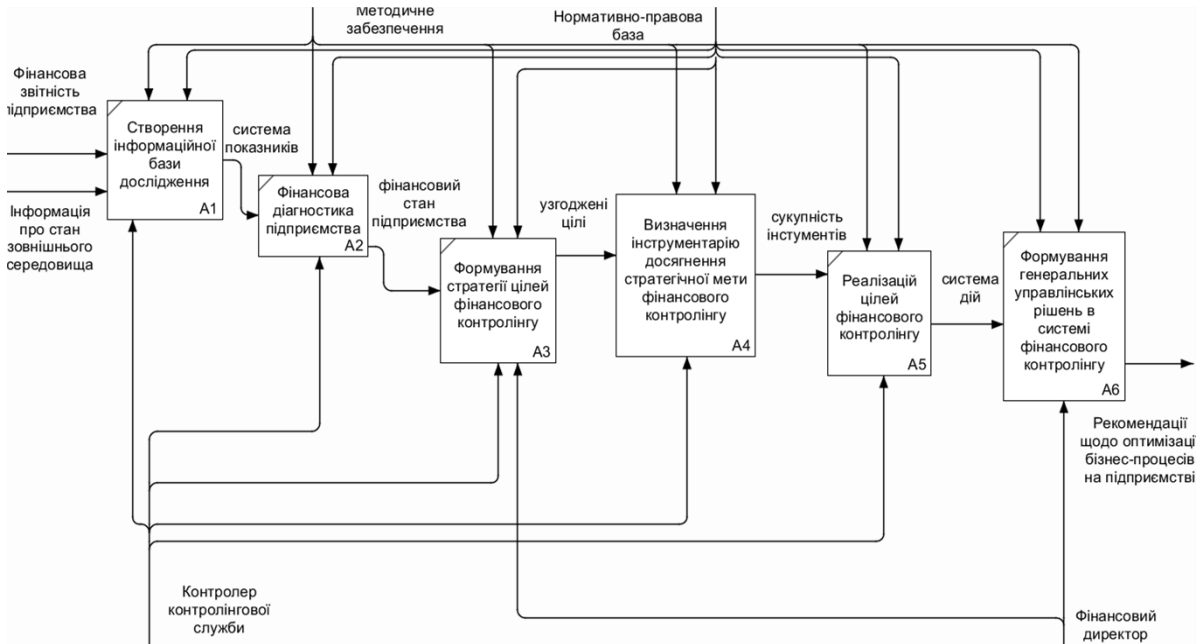 Методичне
забезпечення
Нормативно-правова
база
Фінансова
звітність
підприємства
Створення
інформаційної
бази
дослідження
A1
система
показників
Інформація
про стан
зовнішнього
середовища
Фінансова
діагностика
підприємства
A2
фінансовий
стан
підприємства
Формування
стратегії цілей
фінансового
контролінгу
A3
узгоджені
цілі
Визначення
інструментарію
досягнення
стратегічної мети
фінансового
контролінгу
A4
сукупність
інстументів
Реалізацій
цілей
фінансового
контролінгу
A5
система
дій
Формування
генеральних
управлінських
рішень в
системі
фінансового
контролінгу
A6
Рекомендації
щодо оптимізації
бізнес-процесів
на підприємстві
Контролер
контролінгової
служби
Фінансовий
директор